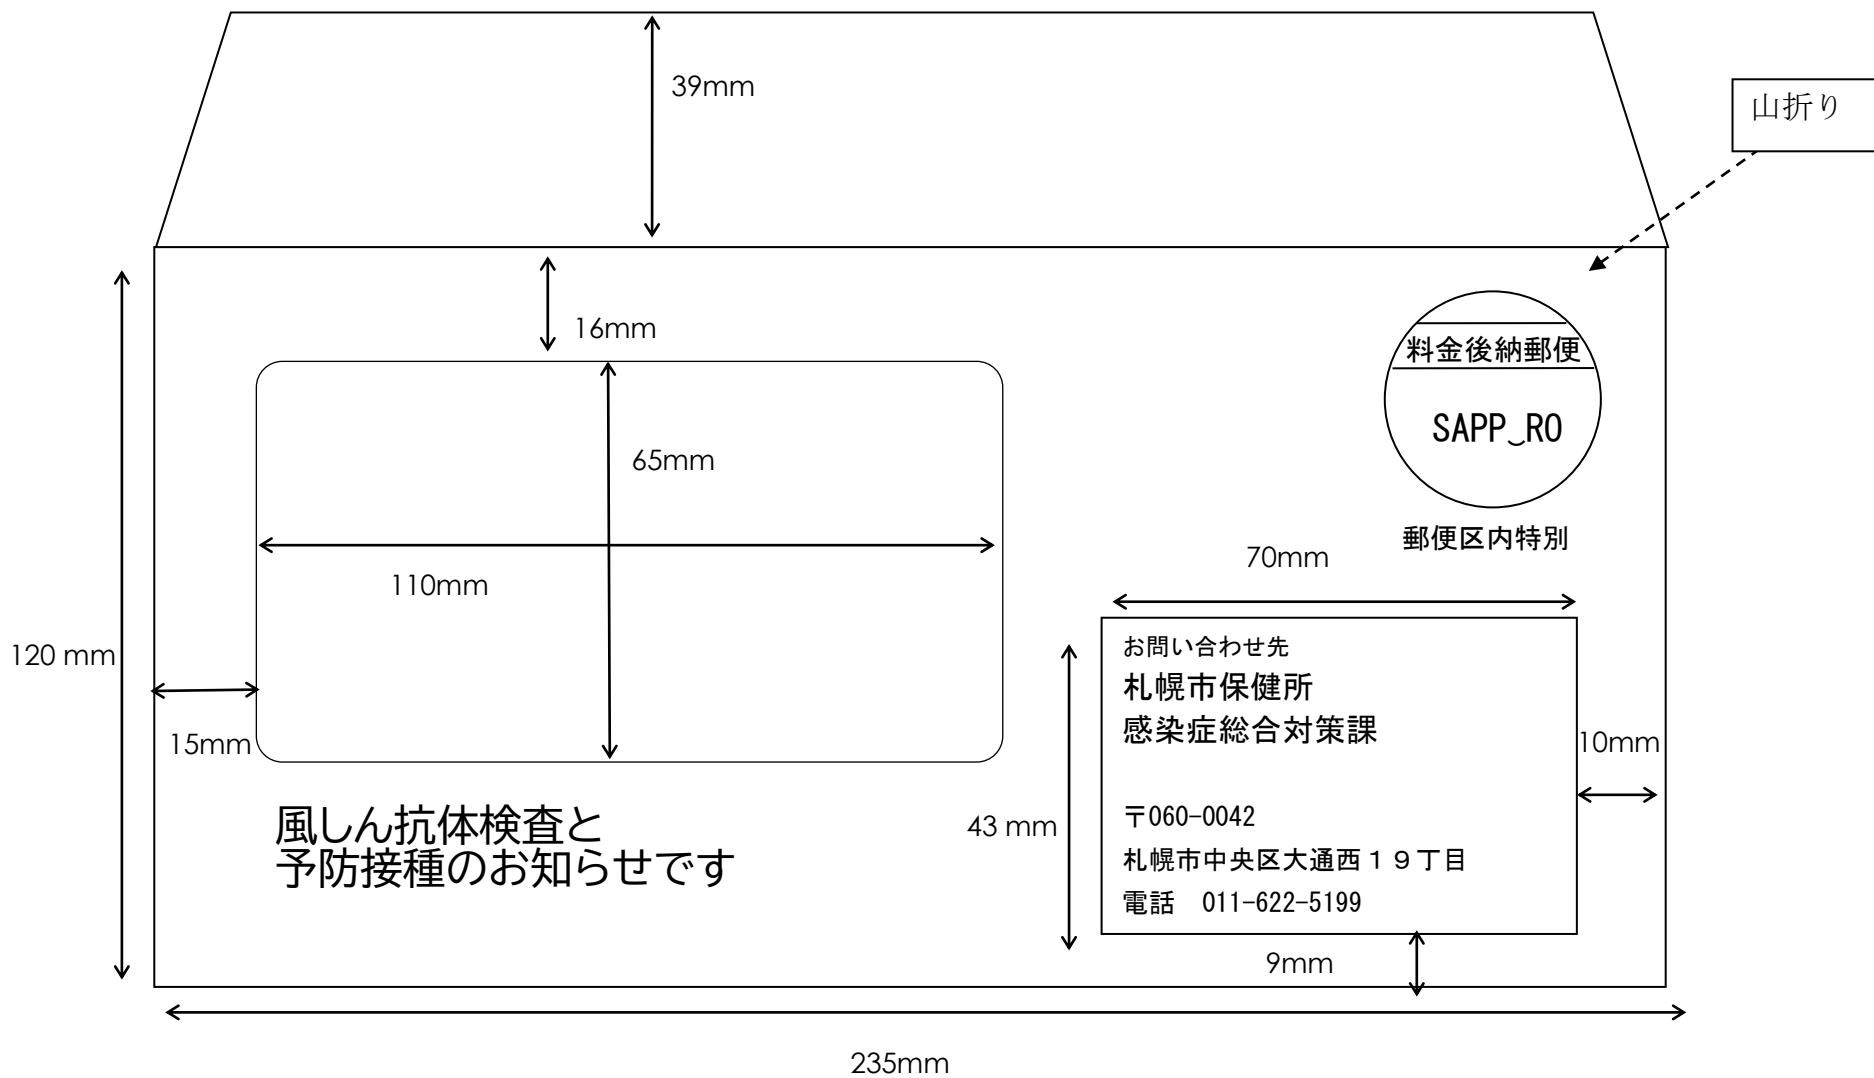 39mm
山折り
16mm
料金後納郵便
SAPP‿RO
65mm
郵便区内特別
70mm
110mm
120 mm
お問い合わせ先
札幌市保健所
感染症総合対策課
15mm
10mm
〒060-0042
43 mm
札幌市中央区大通西１９丁目
電話　011-622-5199
風しん抗体検査と
予防接種のお知らせです
9mm
235mm